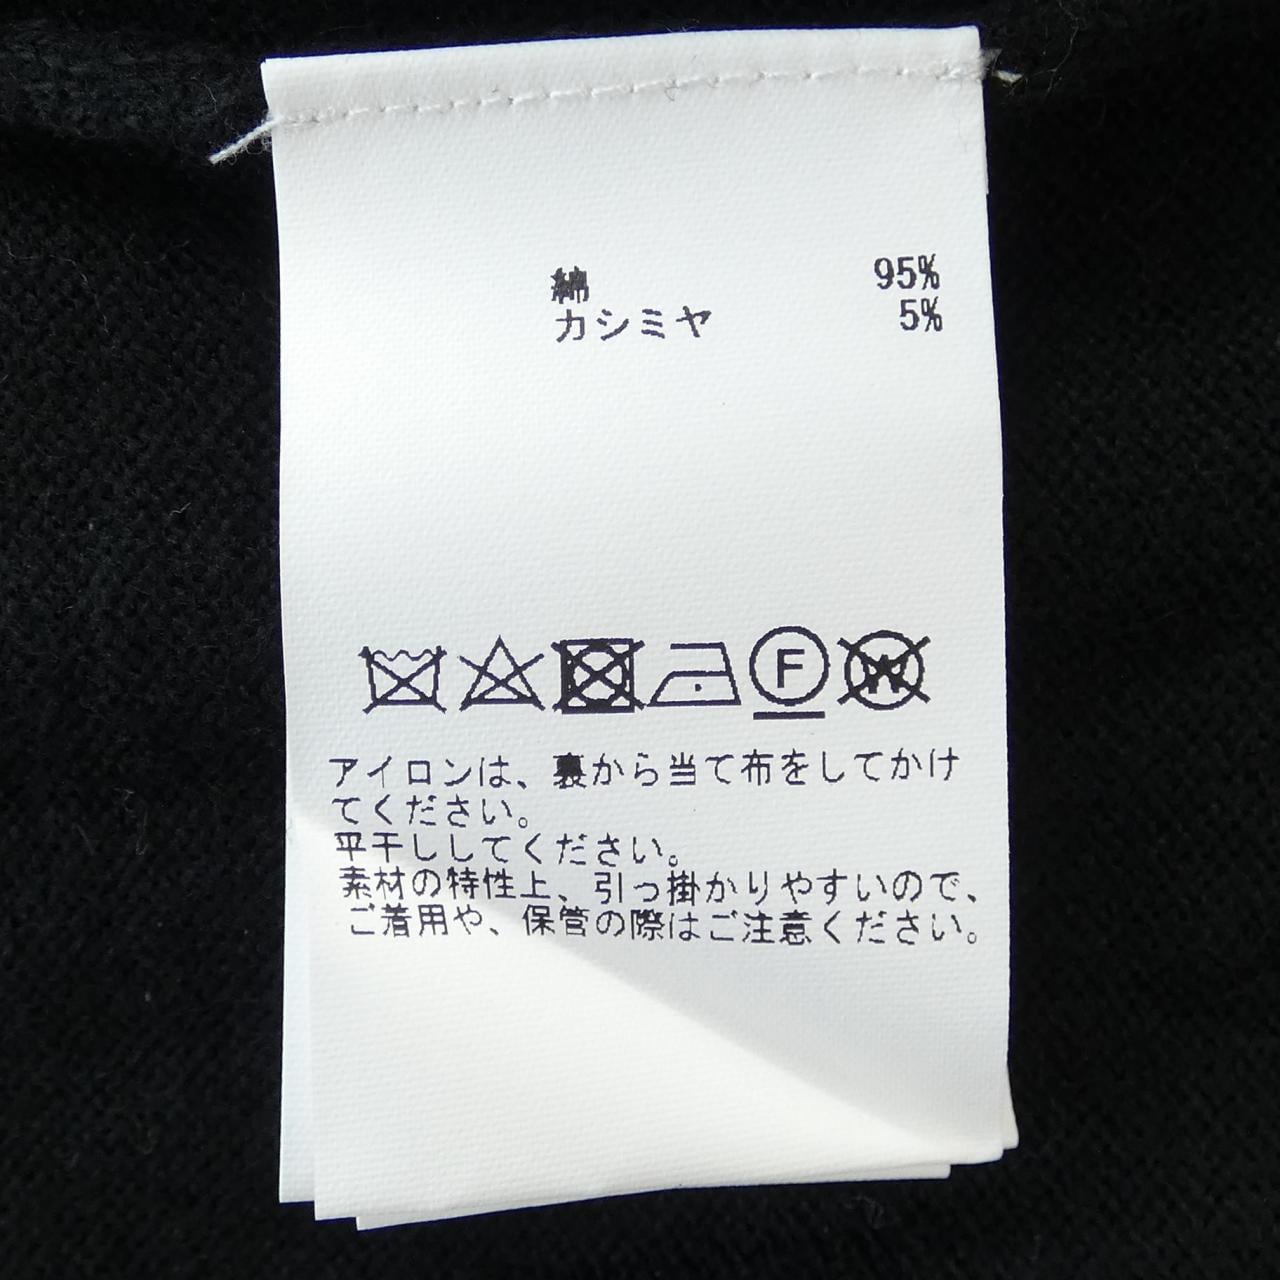 綿 95%
カシミヤ 5%
F
W
アイロンは、裏から当て布をしてかけ
てください。
平干ししてください。
素材の特性上、引っ掛かりやすいので、
ご着用や、保管の際はご注意ください。